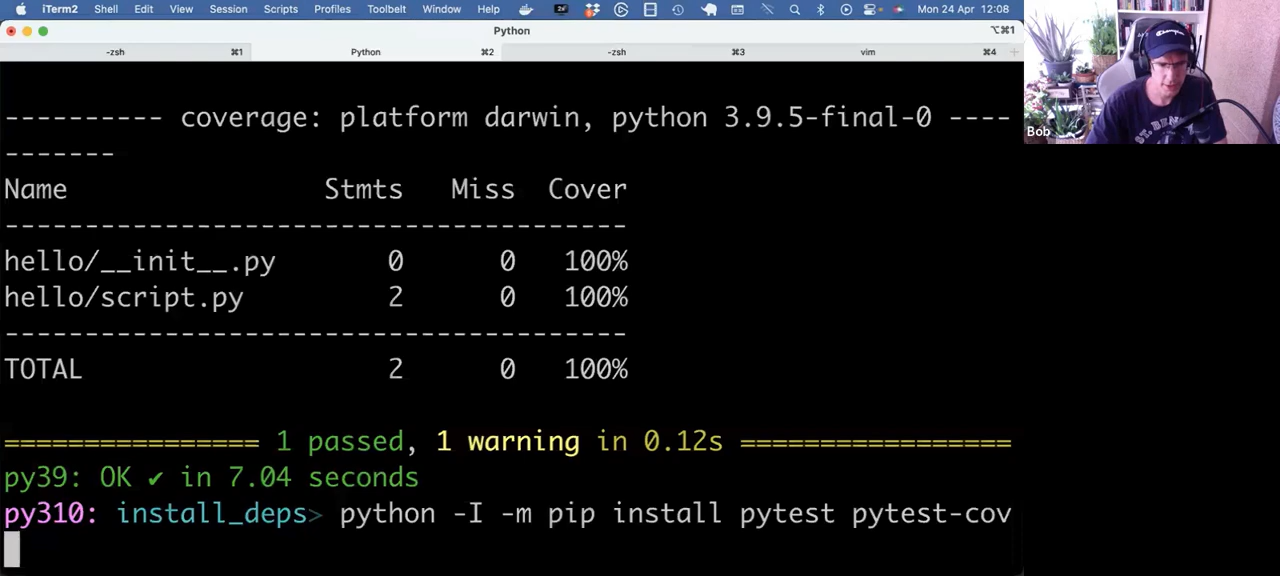 iTerm2 Shell Edit View Session Scripts Profiles Toolbelt Window Help Mon 24 Apr 12:08
Python ⌥⌘1
-zsh ⌘1 Python ⌘2 -zsh ⌘3 vim ⌘4
---------- coverage: platform darwin, python 3.9.5-final-0 ----
-------
Name Stmts Miss Cover
-----------------------------------
hello/__init__.py 0 0 100%
hello/script.py 2 0 100%
-----------------------------------
TOTAL 2 0 100%
================ 1 passed, 1 warning in 0.12s =================
py39: OK ✔ in 7.04 seconds
py310: install_deps> python -I -m pip install pytest pytest-cov
Bob